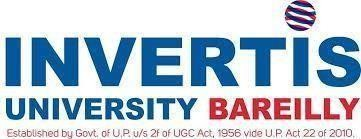 INVERTIS
UNIVERSITY BAREILLY
Established by Govt. of U.P. u/s 2f of UGC Act, 1956 vide U.P. Act 22 of 2010.